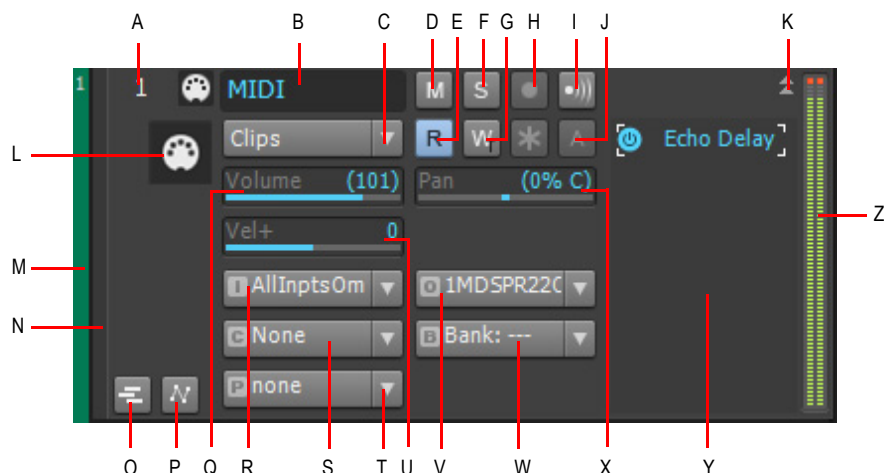 A B C D E F G H I J K
1 1 MIDI M S
L Clips R W A Echo Delay
Volume (101) Pan (0% C)
Z
Vel+ 0
M I AllInptsOm O 1MDSPR22C
N C None B Bank: ---
P none
O P Q R S T U V W X Y